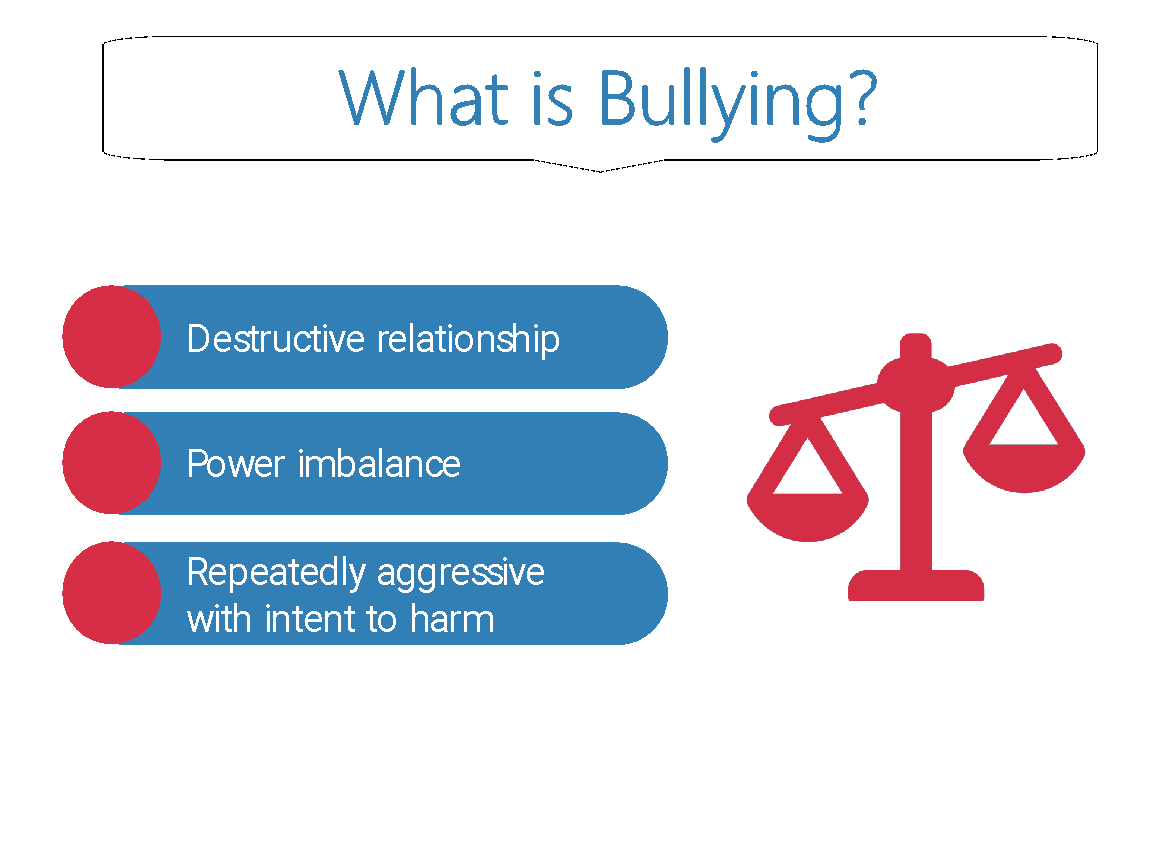 What is Bullying?
Destructive relationship
Power imbalance
Repeatedly aggressive
with intent to harm